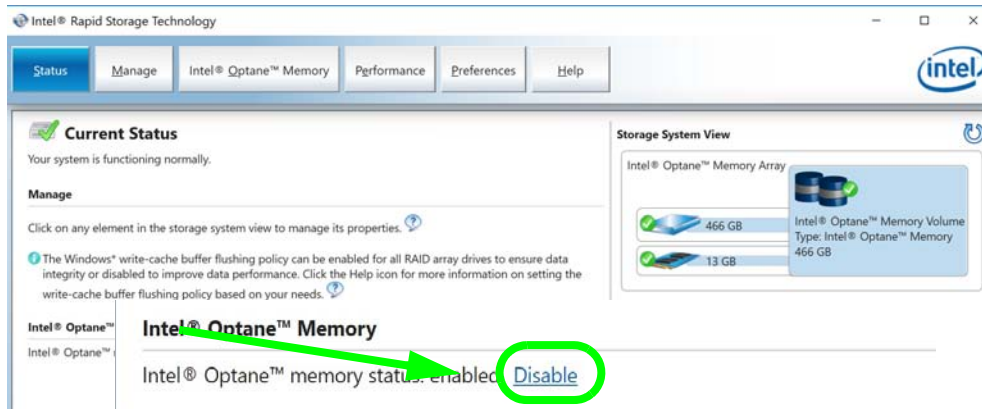 Intel® Rapid Storage Technology
Status Manage Intel® Optane™ Memory Performance Preferences Help
intel
Current Status
Your system is functioning normally.
Manage
Click on any element in the storage system view to manage its properties.
The Windows* write-cache buffer flushing policy can be enabled for all RAID array drives to ensure data
integrity or disabled to improve data performance. Click the Help icon for more information on setting the
write-cache buffer flushing policy based on your needs.
Intel® Optane™
Intel® Optane™
Storage System View
Intel® Optane™ Memory Array
466 GB
13 GB
Intel® Optane™ Memory Volume
Type: Intel® Optane™ Memory
466 GB
Intel® Optane™ Memory
Intel® Optane™ memory status: enabled Disable